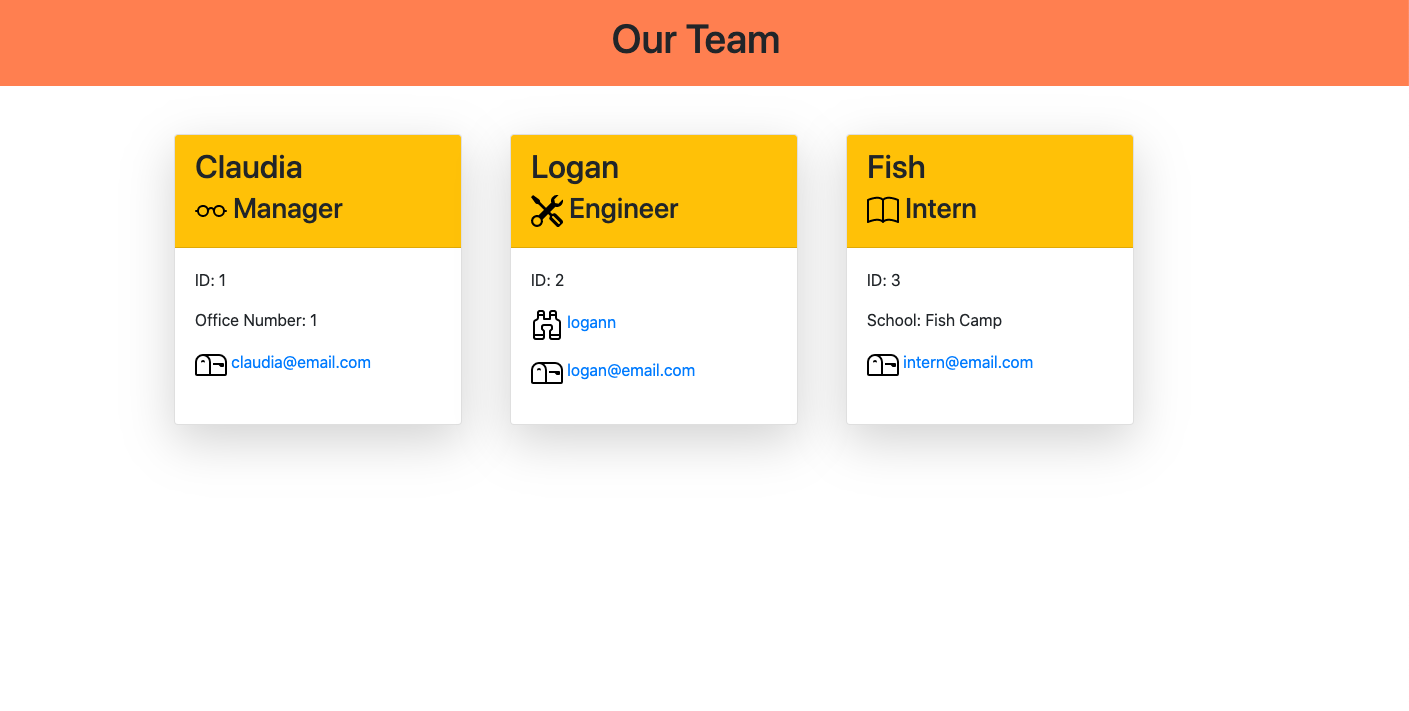 Our Team
Claudia
Manager
ID: 1
Office Number: 1
claudia@email.com
Logan
Engineer
ID: 2
logann
logan@email.com
Fish
Intern
ID: 3
School: Fish Camp
intern@email.com